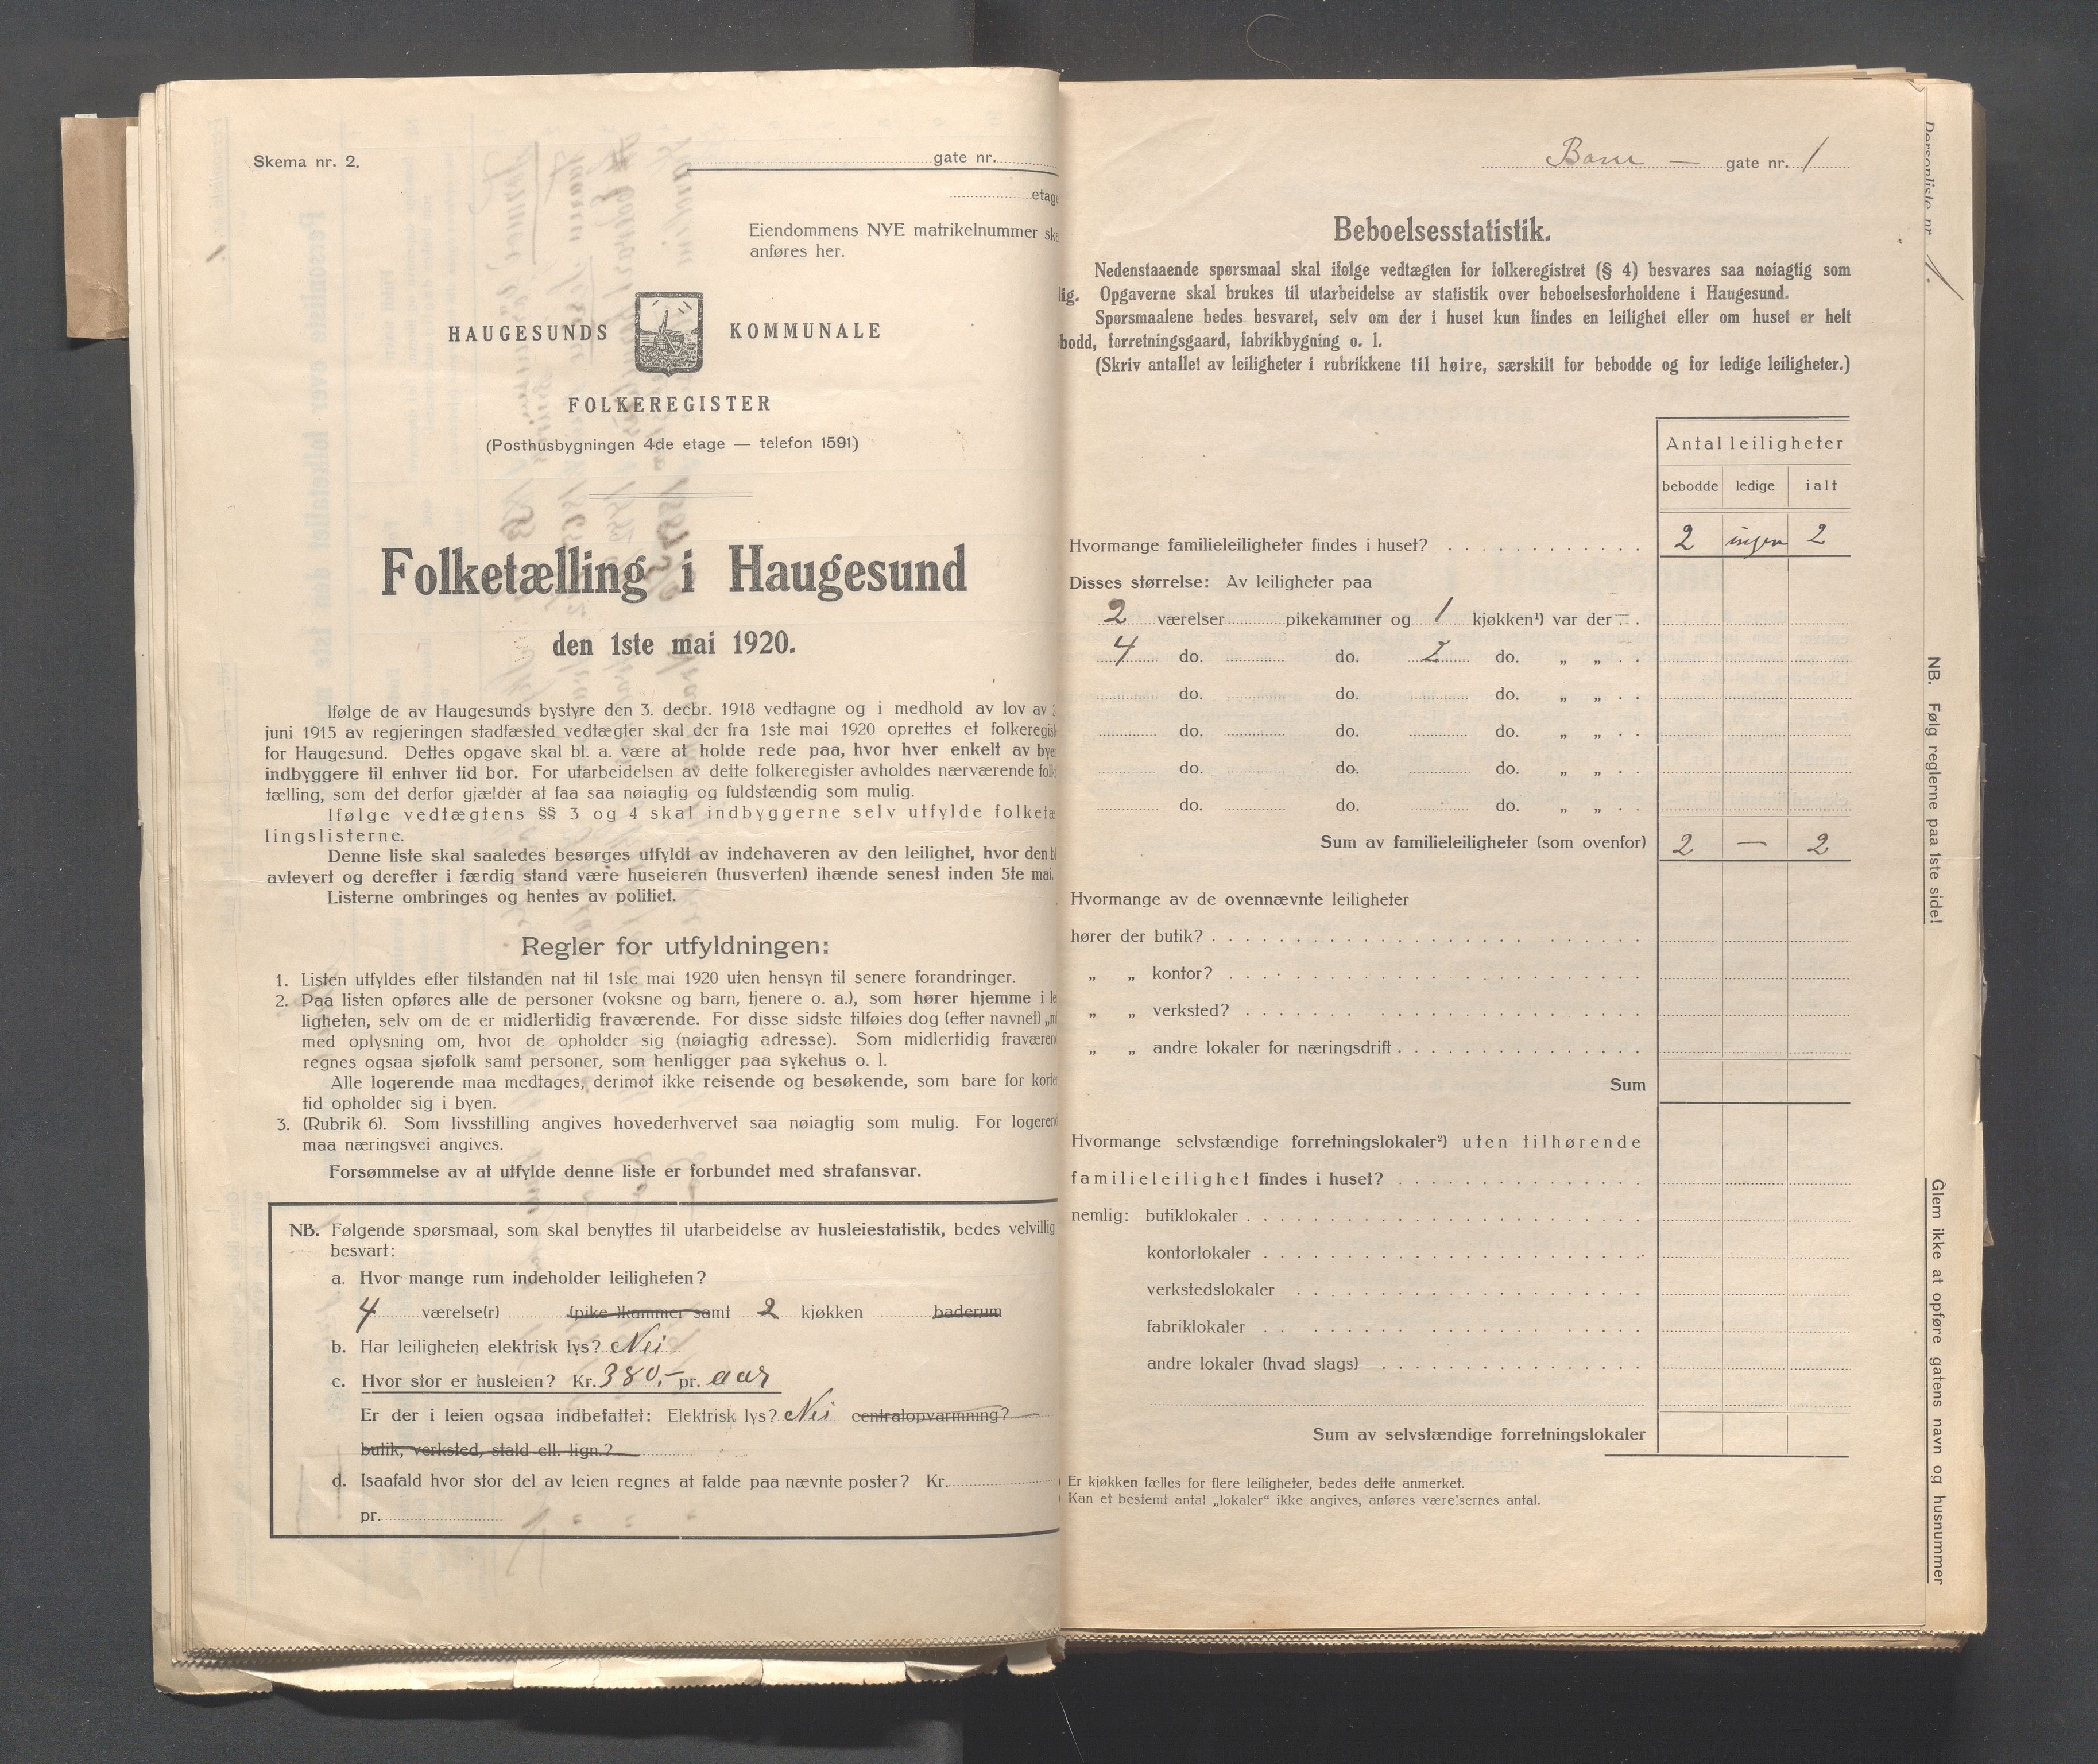 Skema nr. 2.
gate nr.
etage
Eiendommens NYE matrikelnummer ska
anføres her.
HAUGESUNDS KOMMUNALE
FOLKEREGISTER
(Posthusbygningen 4de etage — telefon 1591)
Folketælling i Haugesund
den 1ste mai 1920.
Ifølge de av Haugesunds bystyre den 3. decbr. 1918 vedtagne og i medhold av lov av
juni 1915 av regjeringen stadfæsted vedtægter skal der fra 1ste mai 1920 oprettes et folkeregist
for Haugesund. Dettes opgave skal bl. a. være at holde rede paa, hvor hver enkelt av byen
indbyggere til enhver tid bor. For utarbeidelsen av dette folkeregister avholdes nærværende folk
tælling, som det derfor gjælder at faa saa nøiagtig og fuldstændig som mulig.
Ifølge vedtægtens §§ 3 og 4 skal indbyggerne selv utfylde folketæ
lingslisterne.
Denne liste skal saaledes besørges utfyldt av indehaveren av den leilighet, hvor den bl
avlevert og derefter i færdig stand være huseieren (husverten) ihænde senest inden 5te mai.
Listerne ombringes og hentes av politiet.
Regler for utfyldningen:
1. Listen utfyldes efter tilstanden nat til 1ste mai 1920 uten hensyn til senere forandringer.
2. Paa listen opføres alle de personer (voksne og barn, tjenere o. a.), som hører hjemme i le
ligheten, selv om de er midlertidig fraværende. For disse sidste tilføies dog (efter navnet) „m
med oplysning om, hvor de opholder sig (nøiagtig adresse). Som midlertidig fraværend
regnes ogsaa sjøfolk samt personer, som henligger paa sykehus o. l.
Alle logerende maa medtages, derimot ikke reisende og besøkende, som bare for korte
tid opholder sig i byen.
3. (Rubrik 6). Som livsstilling angives hovederhvervet saa nøiagtig som mulig. For logerend
maa næringsvei angives.
Forsømmelse av at utfylde denne liste er forbundet med strafansvar.
NB. Følgende spørsmaal, som skal benyttes til utarbeidelse av husleiestatistik, bedes velvillig
besvart:
a. Hvor mange rum indeholder leiligheten?
4 værelse(r) (pike-)kammer samt 2 kjøkken baderum
b. Har leiligheten elektrisk lys? Nei
c. Hvor stor er husleien? Kr. 380,- pr. aar
Er der i leien ogsaa indbefattet: Elektrisk lys? Nei centralopvarmning?
butik, verksted, stald ell. lign.?
d. Isaafald hvor stor del av leien regnes at falde paa nævnte poster? Kr.
pr.
gate nr. 1
Beboelsesstatistik.
Nedenstaaende spørsmaal skal ifølge vedtægten for folkeregistret (§ 4) besvares saa nøiagtig som
lig. Opgaverne skal brukes til utarbeidelse av statistik over beboelsesforholdene i Haugesund.
Spørsmaalene bedes besvaret, selv om der i huset kun findes en leilighet eller om huset er helt
bodd, forretningsgaard, fabrikbygning o. l.
(Skriv antallet av leiligheter i rubrikkene til høire, særskilt for bebodde og for ledige leiligheter.)
Antal leiligheter
bebodde ledige ialt
Hvormange familieleiligheter findes i huset? 2 ingen 2
Disses størrelse: Av leiligheter paa
2 værelser pikekammer og 1 kjøkken¹) var der
4 do. do. 2 do. „ „
do. do. do. „ „
do. do. do. „ „
do. do. do. „ „
do. do. do. „ „
Sum av familieleiligheter (som ovenfor) 2 — 2
Hvormange av de ovennævnte leiligheter
hører der butik?
„ „ kontor?
„ „ verksted?
„ „ andre lokaler for næringsdrift
Sum
Hvormange selvstændige forretningslokaler²) uten tilhørende
familieleilighet findes i huset?
nemlig: butiklokaler
kontorlokaler
verkstedslokaler
fabriklokaler
andre lokaler (hvad slags)
Sum av selvstændige forretningslokaler
) Er kjøkken fælles for flere leiligheter, bedes dette anmerket.
) Kan et bestemt antal „lokaler“ ikke angives, anføres være'sernes antal.
Personliste nr. 1.
NB. Følg reglerne paa 1ste side!
Glem ikke at opføre gatens navn og husnummer